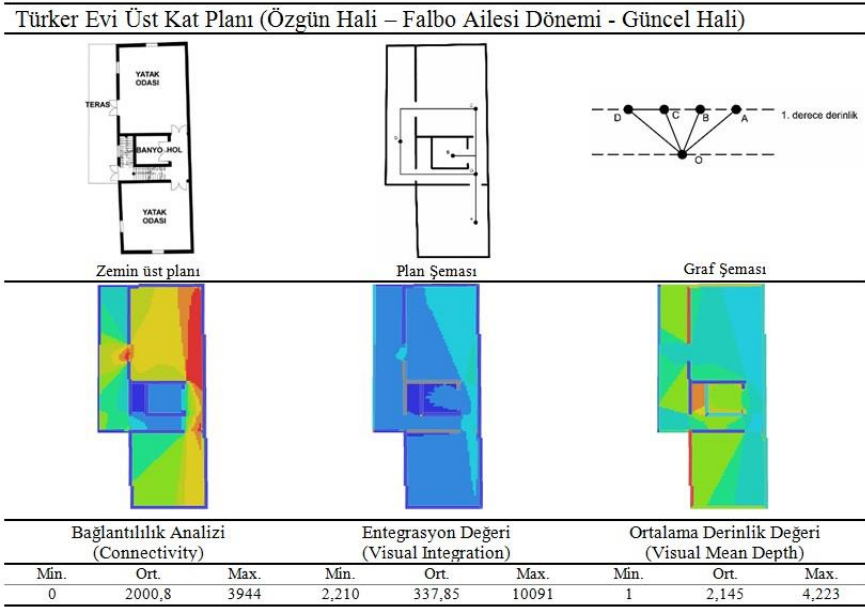 Türker Evi Üst Kat Planı (Özgün Hali – Falbo Ailesi Dönemi - Güncel Hali)
YATAK ODASI
TERAS
BANYO HOL
YATAK ODASI
D C B A 1. derece derinlik
O
Zemin üst planı Plan Şeması Graf Şeması
Bağlantılılık Analizi Entegrasyon Değeri Ortalama Derinlik Değeri
(Connectivity) (Visual Integration) (Visual Mean Depth)
Min. Ort. Max. Min. Ort. Max. Min. Ort. Max.
0 2000,8 3944 2,210 337,85 10091 1 2,145 4,223